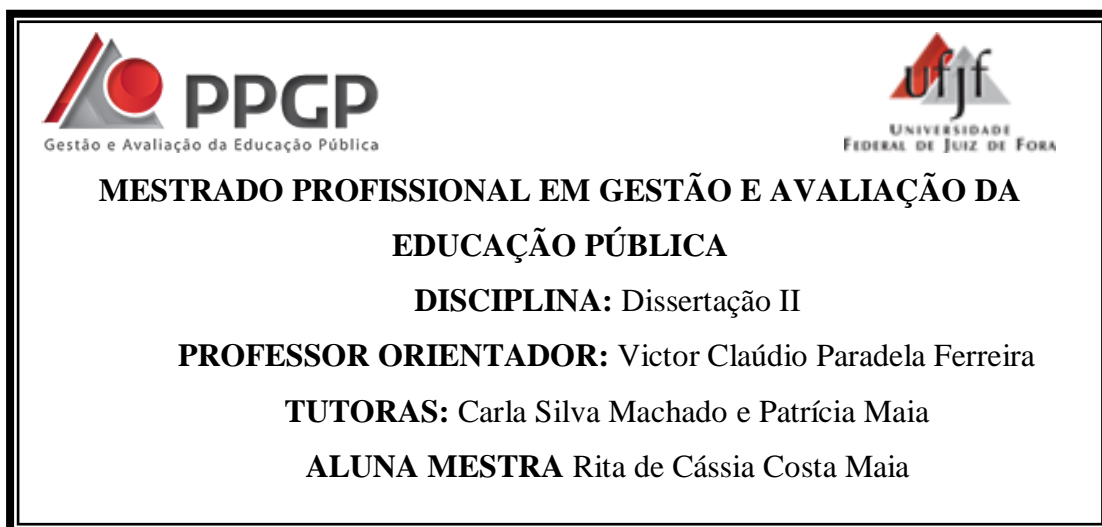 PPGP
Gestão e Avaliação da Educação Pública
ufjf
UNIVERSIDADE
FEDERAL DE JUIZ DE FORA
MESTRADO PROFISSIONAL EM GESTÃO E AVALIAÇÃO DA
EDUCAÇÃO PÚBLICA
DISCIPLINA: Dissertação II
PROFESSOR ORIENTADOR: Victor Claúdio Paradela Ferreira
TUTORAS: Carla Silva Machado e Patrícia Maia
ALUNA MESTRA Rita de Cássia Costa Maia